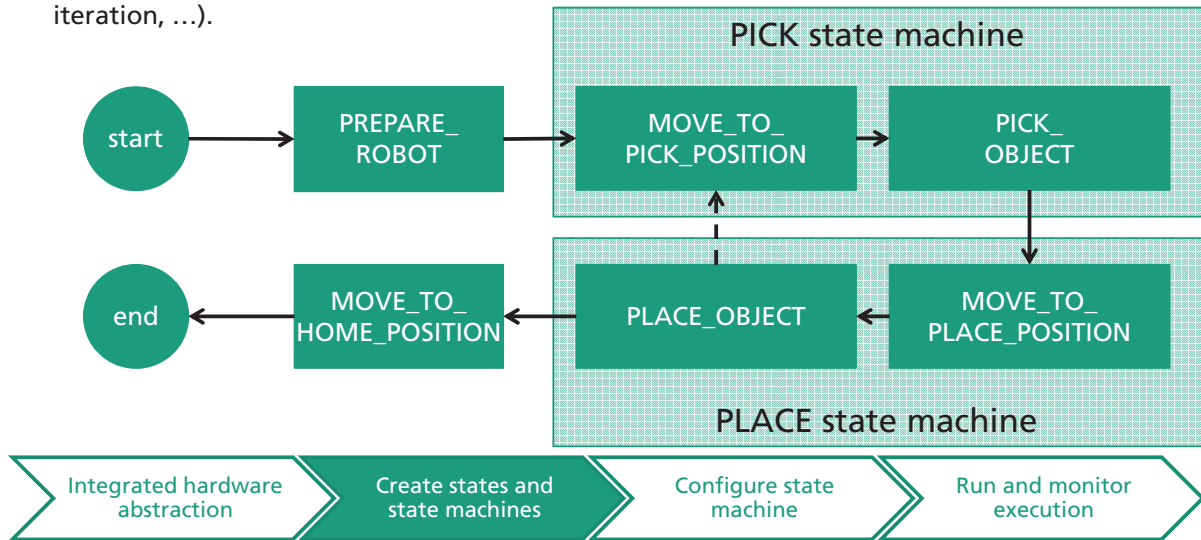 iteration, …).
PICK state machine
start
PREPARE_
ROBOT
MOVE_TO_
PICK_POSITION
PICK_
OBJECT
end
MOVE_TO_
HOME_POSITION
PLACE_OBJECT
MOVE_TO_
PLACE_POSITION
PLACE state machine
Integrated hardware
abstraction
Create states and
state machines
Configure state
machine
Run and monitor
execution